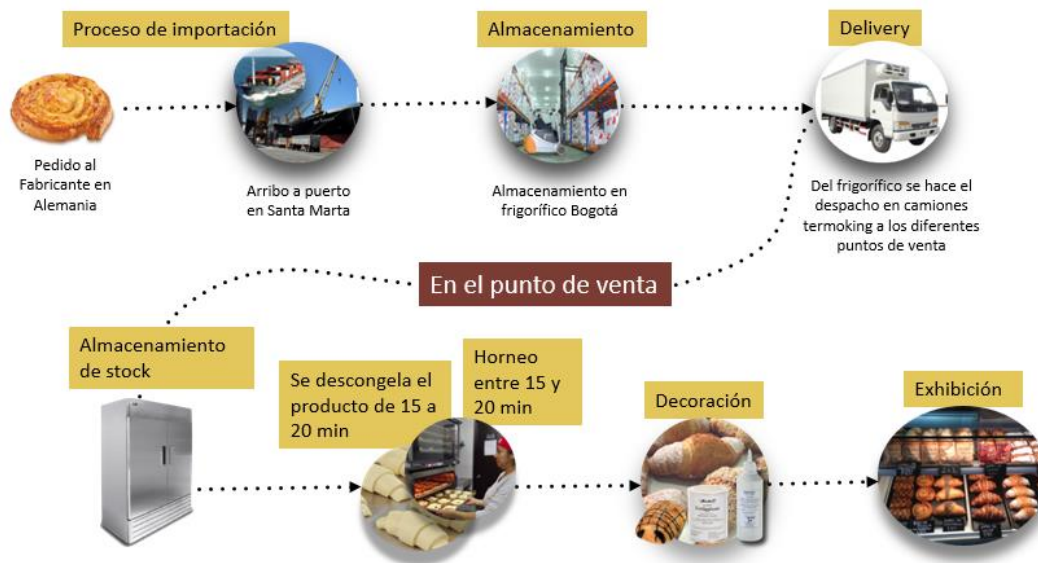 Proceso de importación
Almacenamiento
Delivery
Pedido al
Fabricante en
Alemania
Arribo a puerto
en Santa Marta
Almacenamiento en
frigorífico Bogotá
Del frigorífico se hace el
despacho en camiones
termoking a los diferentes
puntos de venta
En el punto de venta
Almacenamiento
de stock
Se descongela el
producto de 15 a
20 min
Horneo
entre 15 y
20 min
Decoración
Exhibición